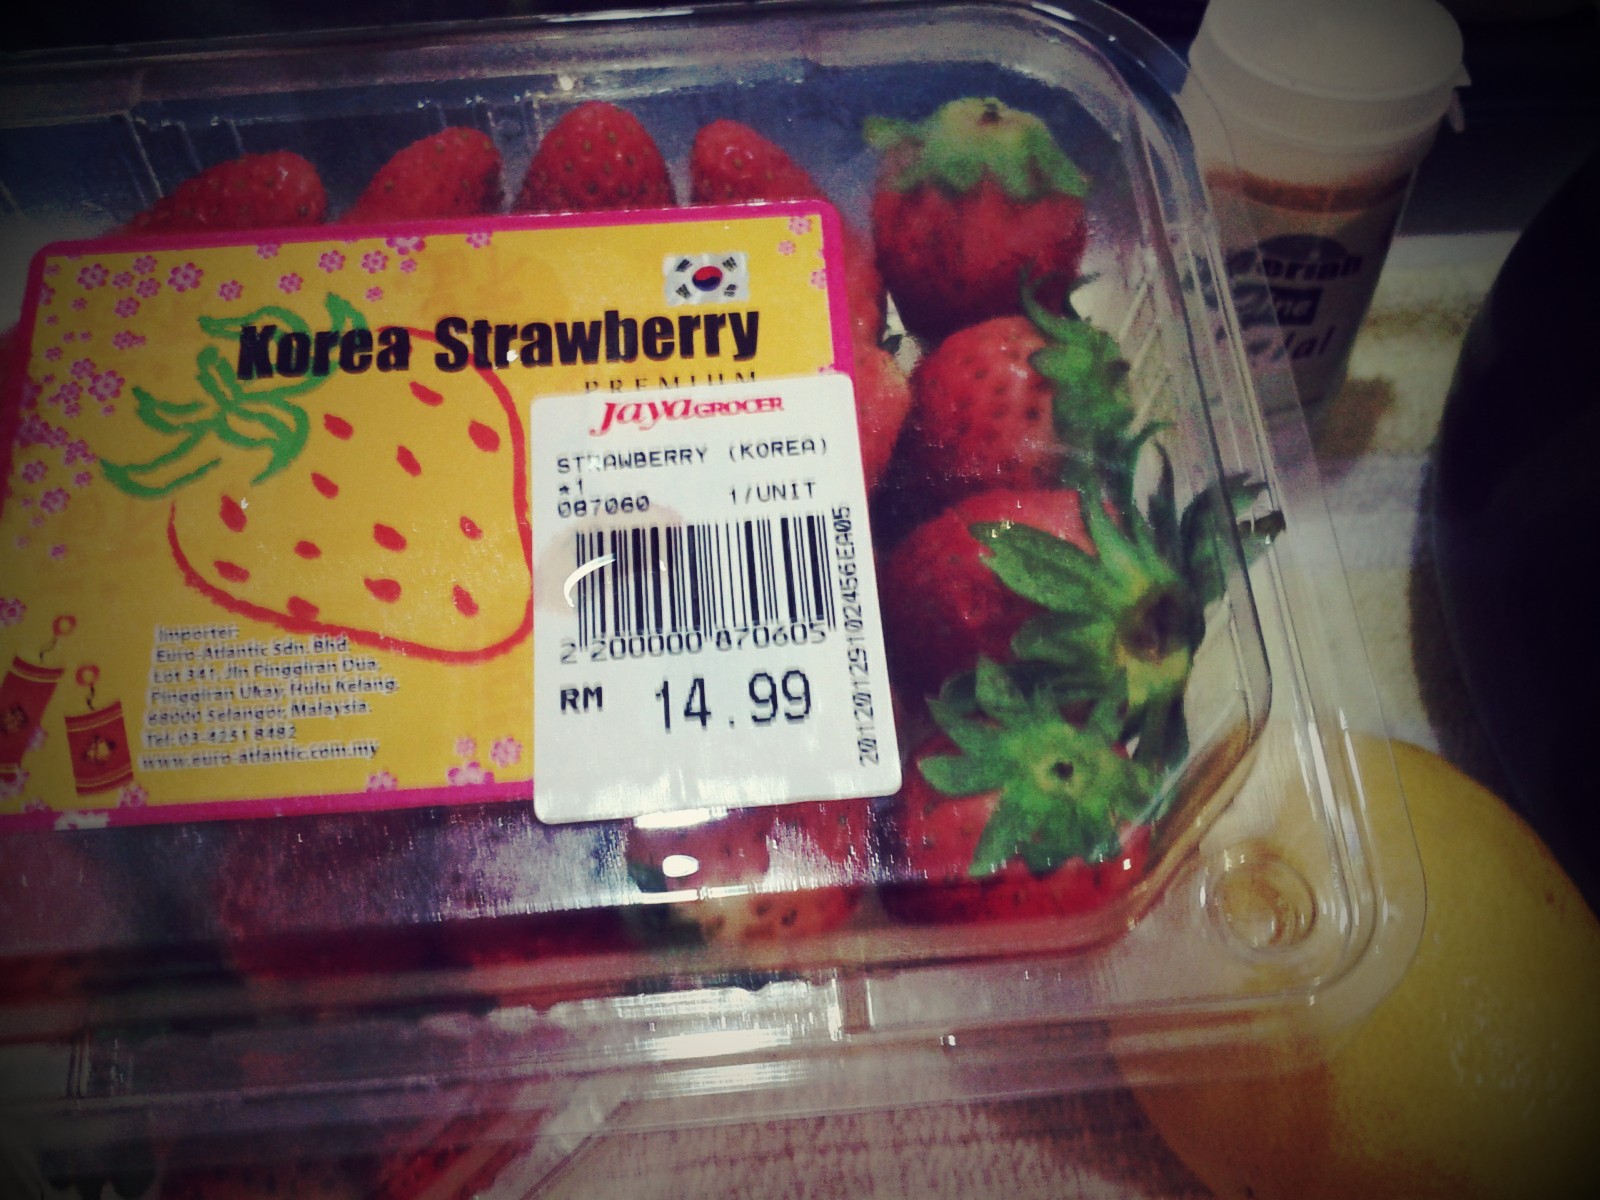 Korea Strawberry
PREMIUM
Jaya GROCER
STRAWBERRY (KOREA)
*1
087060 1/UNIT
2 200000 870605
RM 14.99
Importer:
Euro-Atlantic Sdn. Bhd.
Lot 341, Jln Pinggiran Dua,
Pinggiran Ukay, Hulu Kelang,
68000 Selangor, Malaysia.
Tel: 03-4251 8482
www.euro-atlantic.com.my